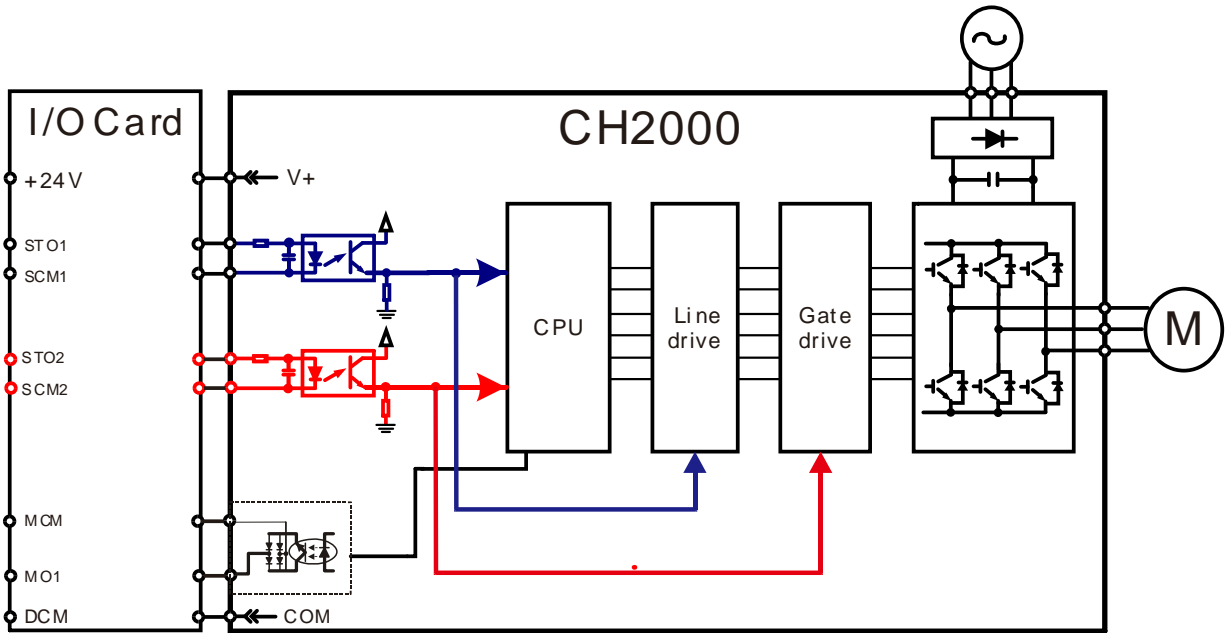 I/O Card
CH2000
+24V
V+
STO1
SCM1
CPU
Line
drive
Gate
drive
M
STO2
SCM2
MCM
MO1
DCM
COM